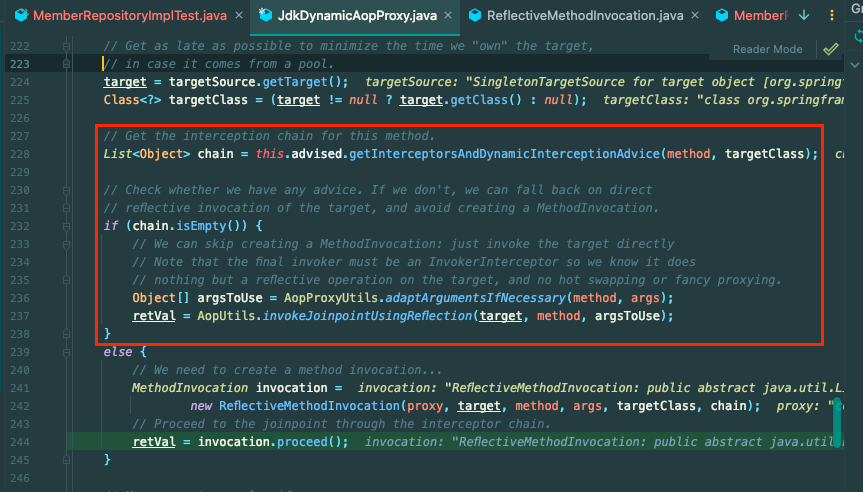 MemberRepositoryImplTest.java × JdkDynamicAopProxy.java × ReflectiveMethodInvocation.java × Member
Reader Mode
222 // Get as late as possible to minimize the time we "own" the target,
223 // in case it comes from a pool.
224 target = targetSource.getTarget(); targetSource: "SingletonTargetSource for target object [org.spring
225 Class<?> targetClass = (target != null ? target.getClass() : null); targetClass: "class org.springfram
226
227 // Get the interception chain for this method.
228 List<Object> chain = this.advised.getInterceptorsAndDynamicInterceptionAdvice(method, targetClass); c
229
230 // Check whether we have any advice. If we don't, we can fall back on direct
231 // reflective invocation of the target, and avoid creating a MethodInvocation.
232 if (chain.isEmpty()) {
233 // We can skip creating a MethodInvocation: just invoke the target directly
234 // Note that the final invoker must be an InvokerInterceptor so we know it does
235 // nothing but a reflective operation on the target, and no hot swapping or fancy proxying.
236 Object[] argsToUse = AopProxyUtils.adaptArgumentsIfNecessary(method, args);
237 retVal = AopUtils.invokeJoinpointUsingReflection(target, method, argsToUse);
238 }
239 else {
240 // We need to create a method invocation...
241 MethodInvocation invocation = invocation: "ReflectiveMethodInvocation: public abstract java.util.Li
242 new ReflectiveMethodInvocation(proxy, target, method, args, targetClass, chain); proxy: "c
243 // Proceed to the joinpoint through the interceptor chain.
244 retVal = invocation.proceed(); invocation: "ReflectiveMethodInvocation: public abstract java.util
245 }
246